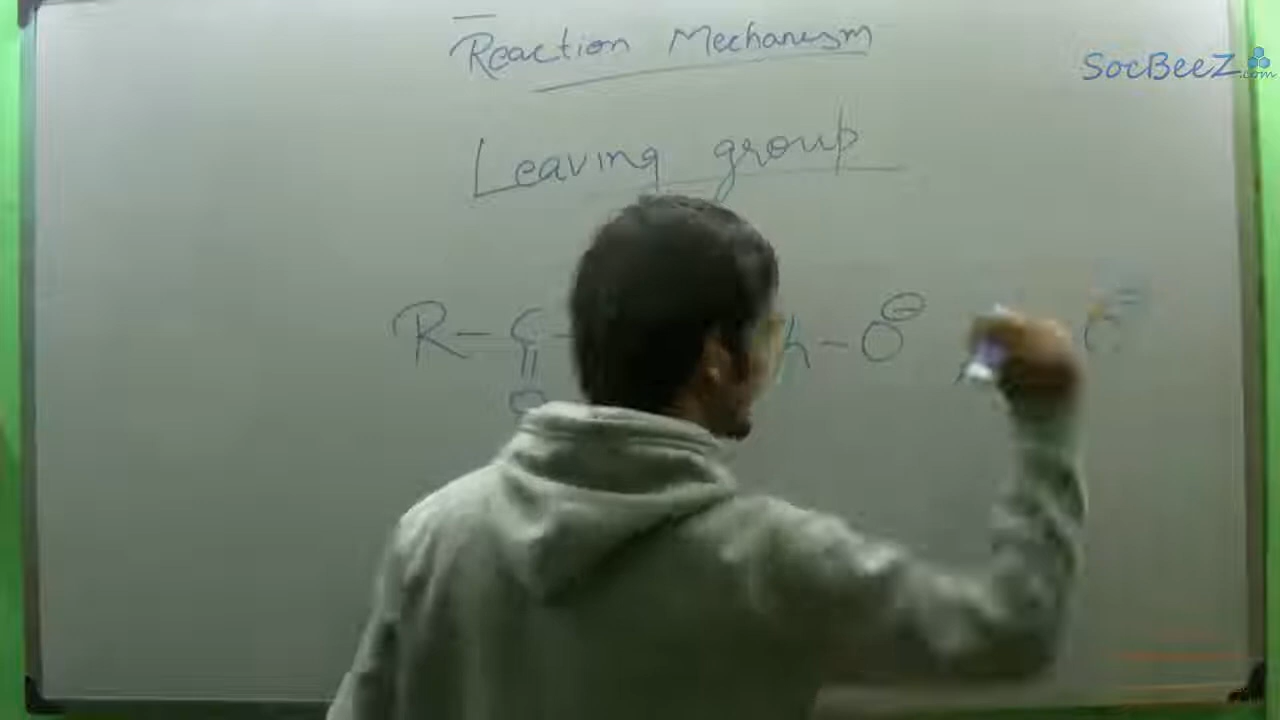 Reaction Mechanism
SocBeeZ.com
Leaving group
R - C -
h - O ⊖
O